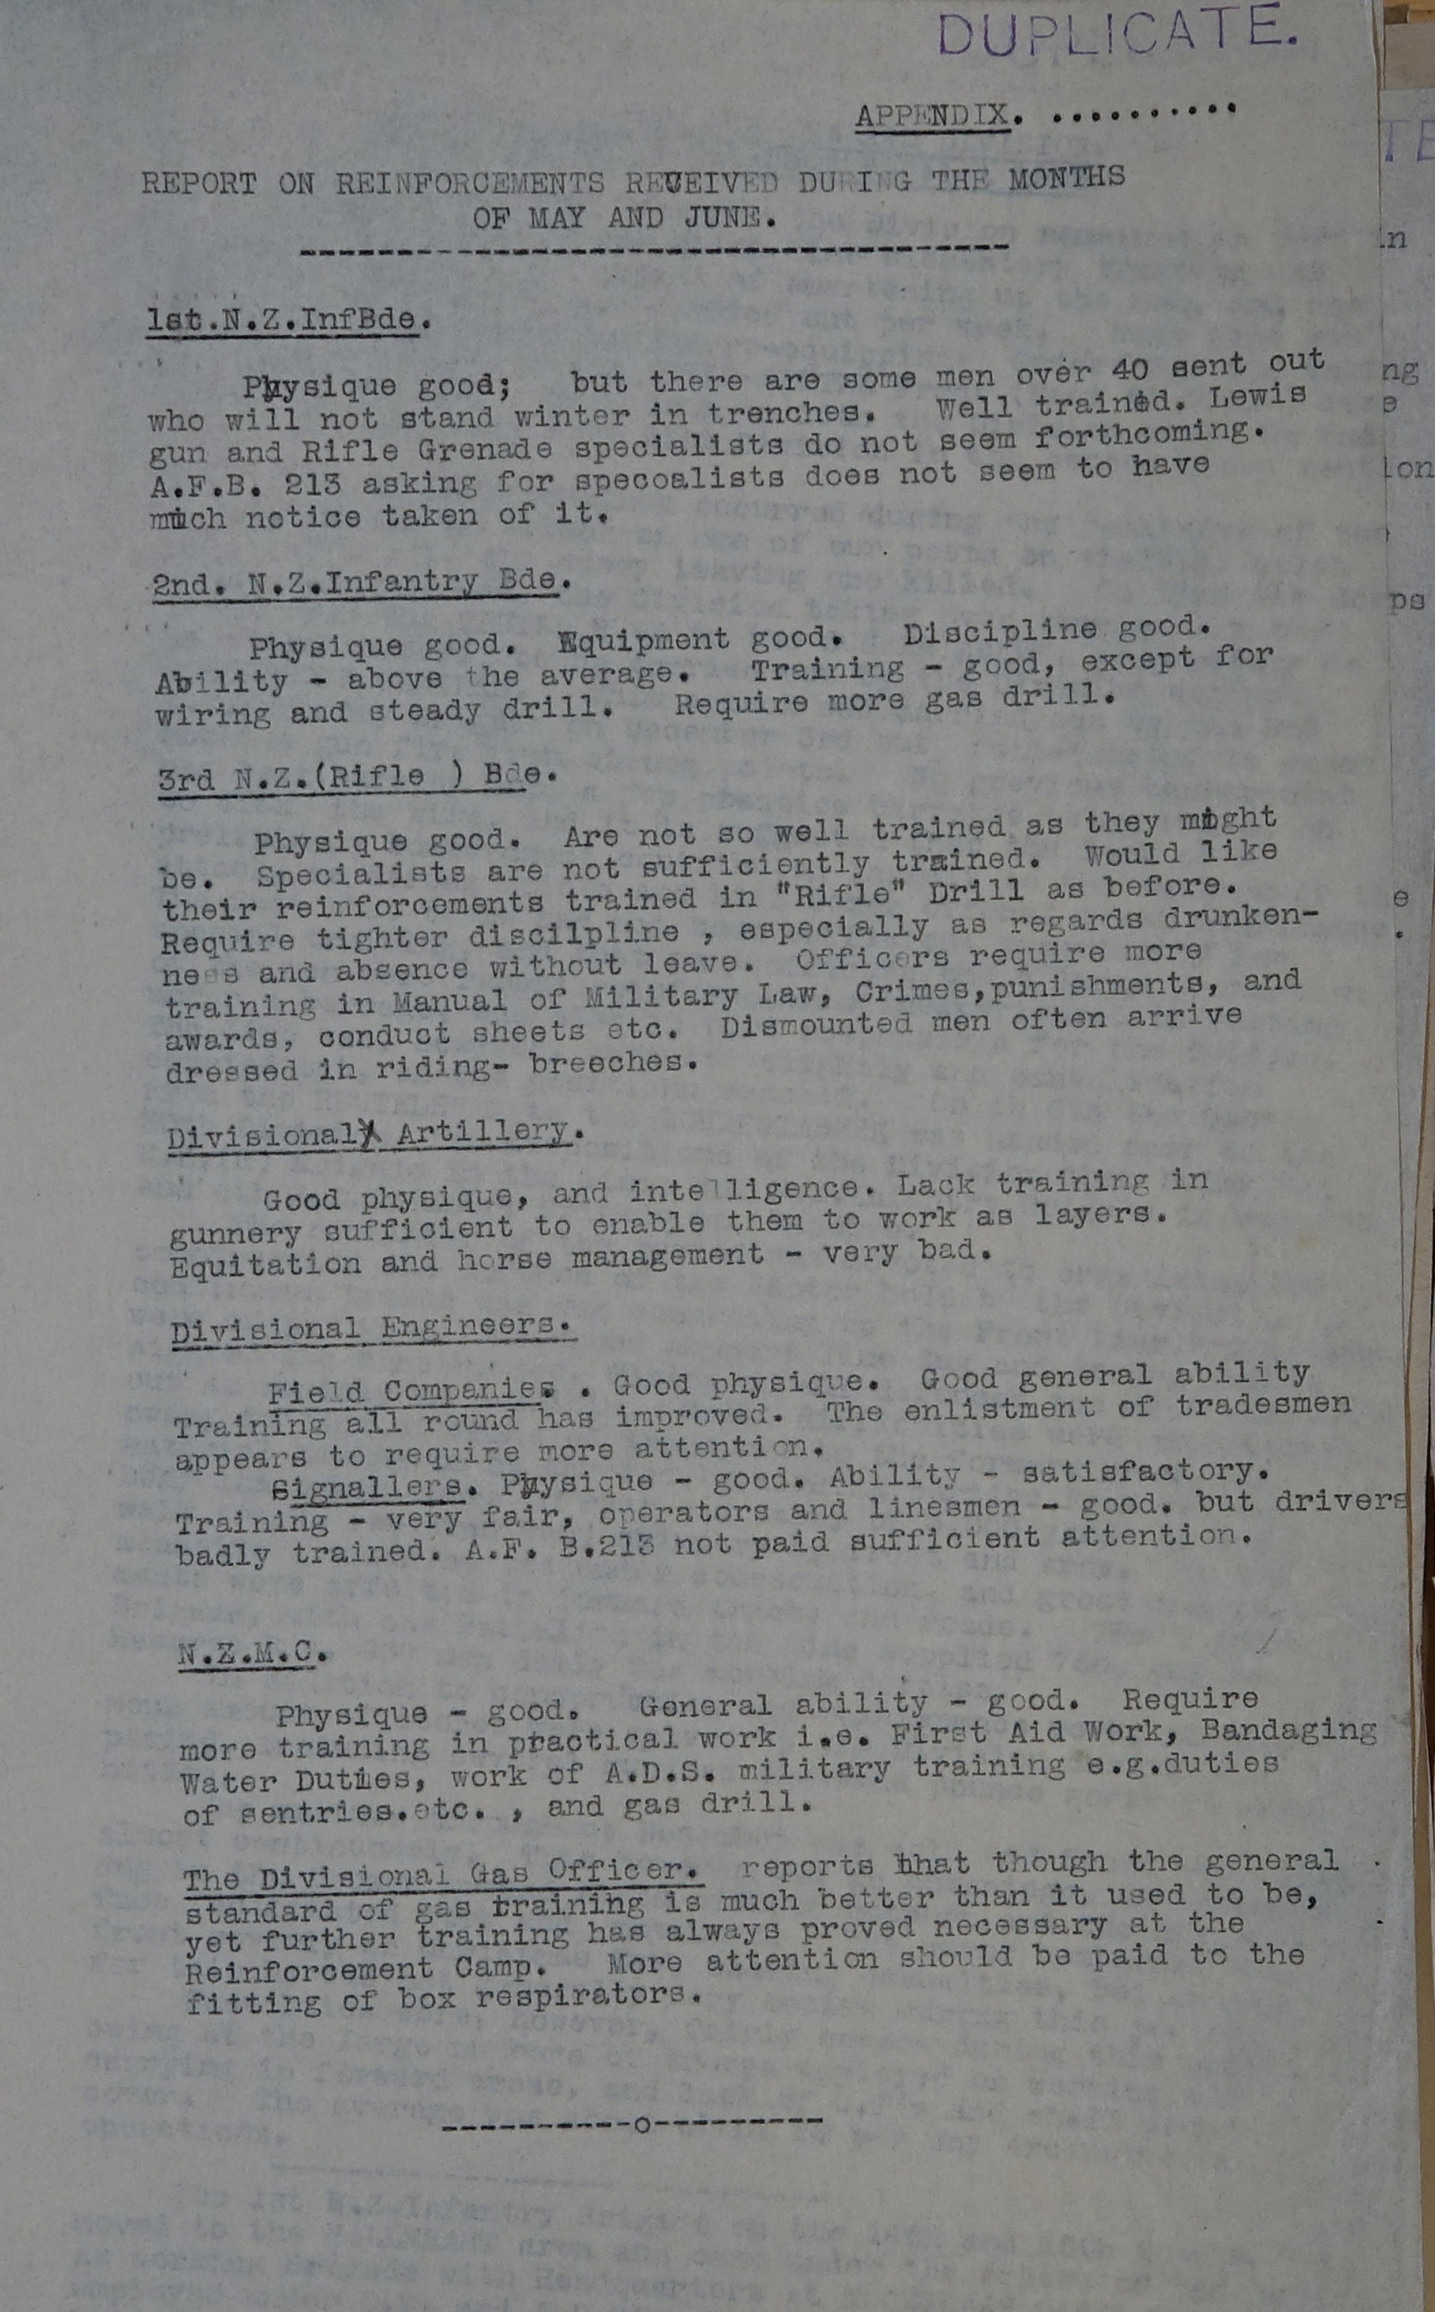 DUPLICATE.
APPENDIX. ..........
REPORT ON REINFORCEMENTS RECEIVED DURING THE MONTHS
OF MAY AND JUNE.
1st.N.Z.InfBde.
Physique good; but there are some men over 40 sent out
who will not stand winter in trenches. Well trained. Lewis
gun and Rifle Grenade specialists do not seem forthcoming.
A.F.B. 213 asking for specoalists does not seem to have
much notice taken of it.
2nd. N.Z.Infantry Bde.
Physique good. Equipment good. Discipline good.
Ability - above the average. Training - good, except for
wiring and steady drill. Require more gas drill.
3rd N.Z.(Rifle ) Bde.
Physique good. Are not so well trained as they might
be. Specialists are not sufficiently trained. Would like
their reinforcements trained in "Rifle" Drill as before.
Require tighter discilpline , especially as regards drunken-
ness and absence without leave. Officers require more
training in Manual of Military Law, Crimes,punishments, and
awards, conduct sheets etc. Dismounted men often arrive
dressed in riding- breeches.
Divisional Artillery.
Good physique, and intelligence. Lack training in
gunnery sufficient to enable them to work as layers.
Equitation and horse management - very bad.
Divisional Engineers.
Field Companies . Good physique. Good general ability
Training all round has improved. The enlistment of tradesmen
appears to require more attention.
Signallers. Physique - good. Ability - satisfactory.
Training - very fair, operators and linesmen - good. but drivers
badly trained. A.F. B.213 not paid sufficient attention.
N.Z.M.C.
Physique - good. General ability - good. Require
more training in practical work i.e. First Aid Work, Bandaging
Water Duties, work of A.D.S. military training e.g.duties
of sentries.etc. , and gas drill.
The Divisional Gas Officer. reports that though the general
standard of gas training is much better than it used to be,
yet further training has always proved necessary at the
Reinforcement Camp. More attention should be paid to the
fitting of box respirators.
-----------o-----------